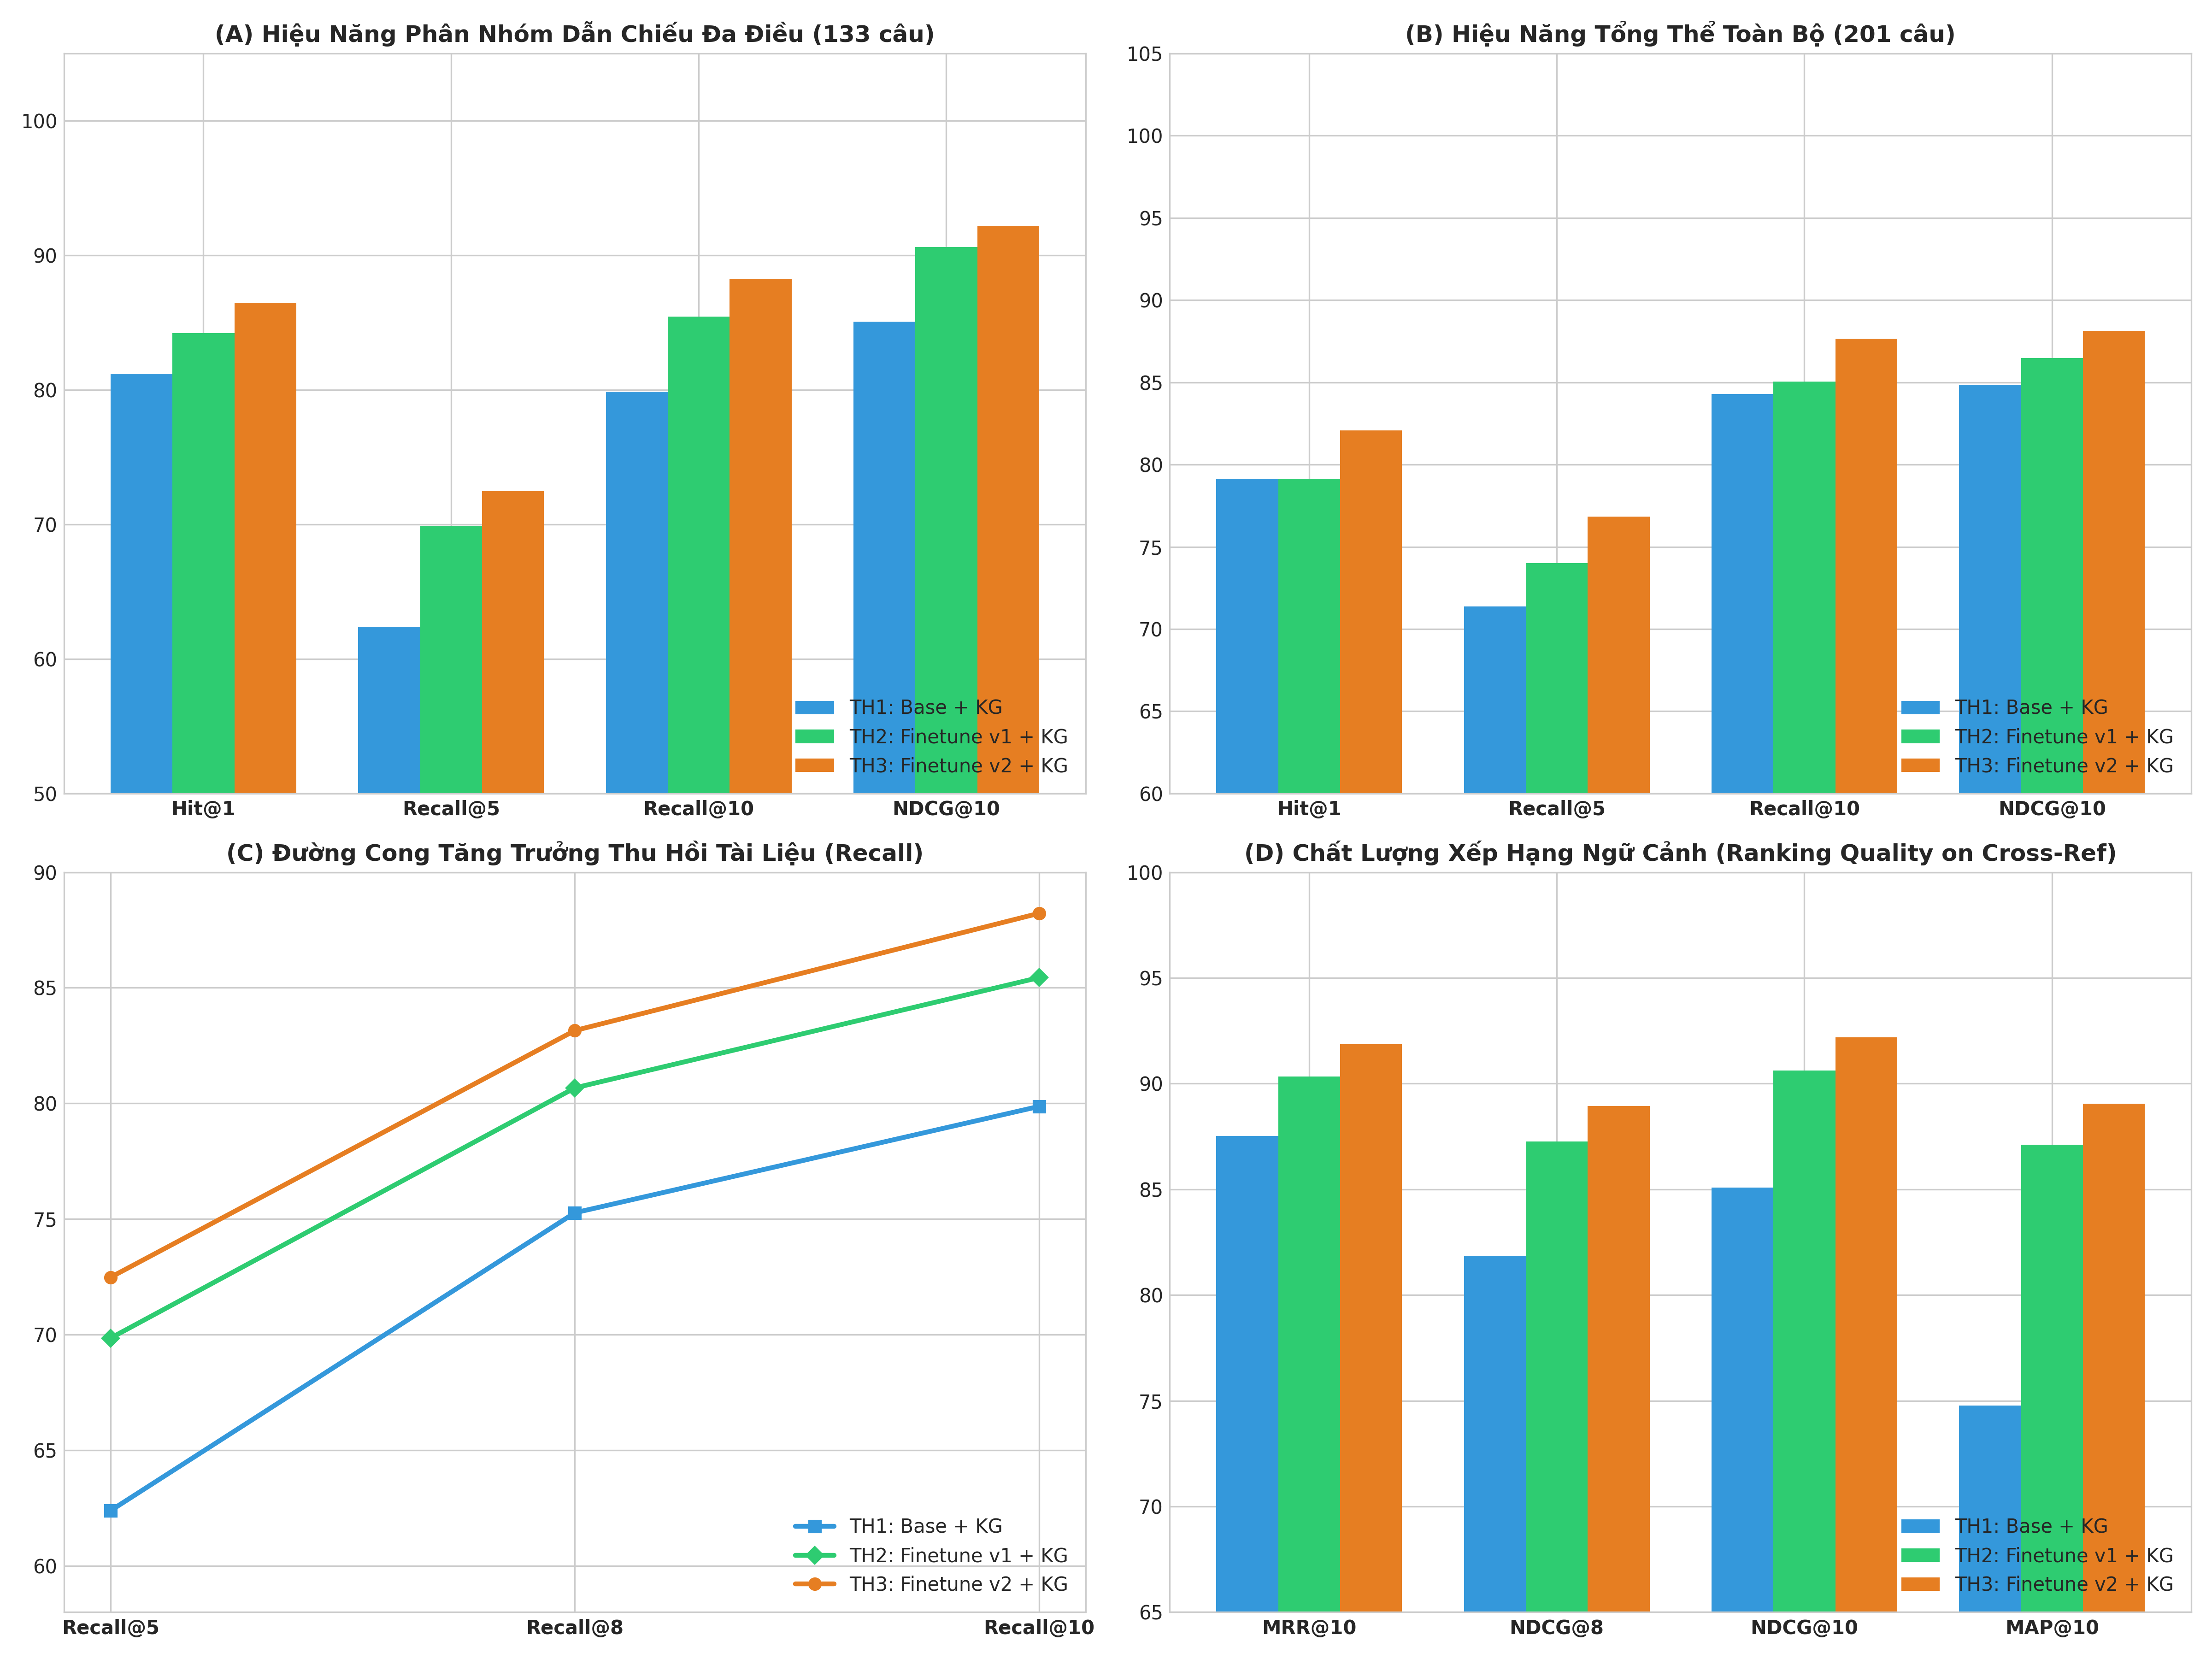 (A) Hiệu Năng Phân Nhóm Dẫn Chiếu Đa Điều (133 câu)
100
90
80
70
60
50
Hit@1
Recall@5
Recall@10
NDCG@10
TH1: Base + KG
TH2: Finetune v1 + KG
TH3: Finetune v2 + KG
(B) Hiệu Năng Tổng Thể Toàn Bộ (201 câu)
105
100
95
90
85
80
75
70
65
60
Hit@1
Recall@5
Recall@10
NDCG@10
TH1: Base + KG
TH2: Finetune v1 + KG
TH3: Finetune v2 + KG
(C) Đường Cong Tăng Trưởng Thu Hồi Tài Liệu (Recall)
90
85
80
75
70
65
60
Recall@5
Recall@8
Recall@10
TH1: Base + KG
TH2: Finetune v1 + KG
TH3: Finetune v2 + KG
(D) Chất Lượng Xếp Hạng Ngữ Cảnh (Ranking Quality on Cross-Ref)
100
95
90
85
80
75
70
65
MRR@10
NDCG@8
NDCG@10
MAP@10
TH1: Base + KG
TH2: Finetune v1 + KG
TH3: Finetune v2 + KG